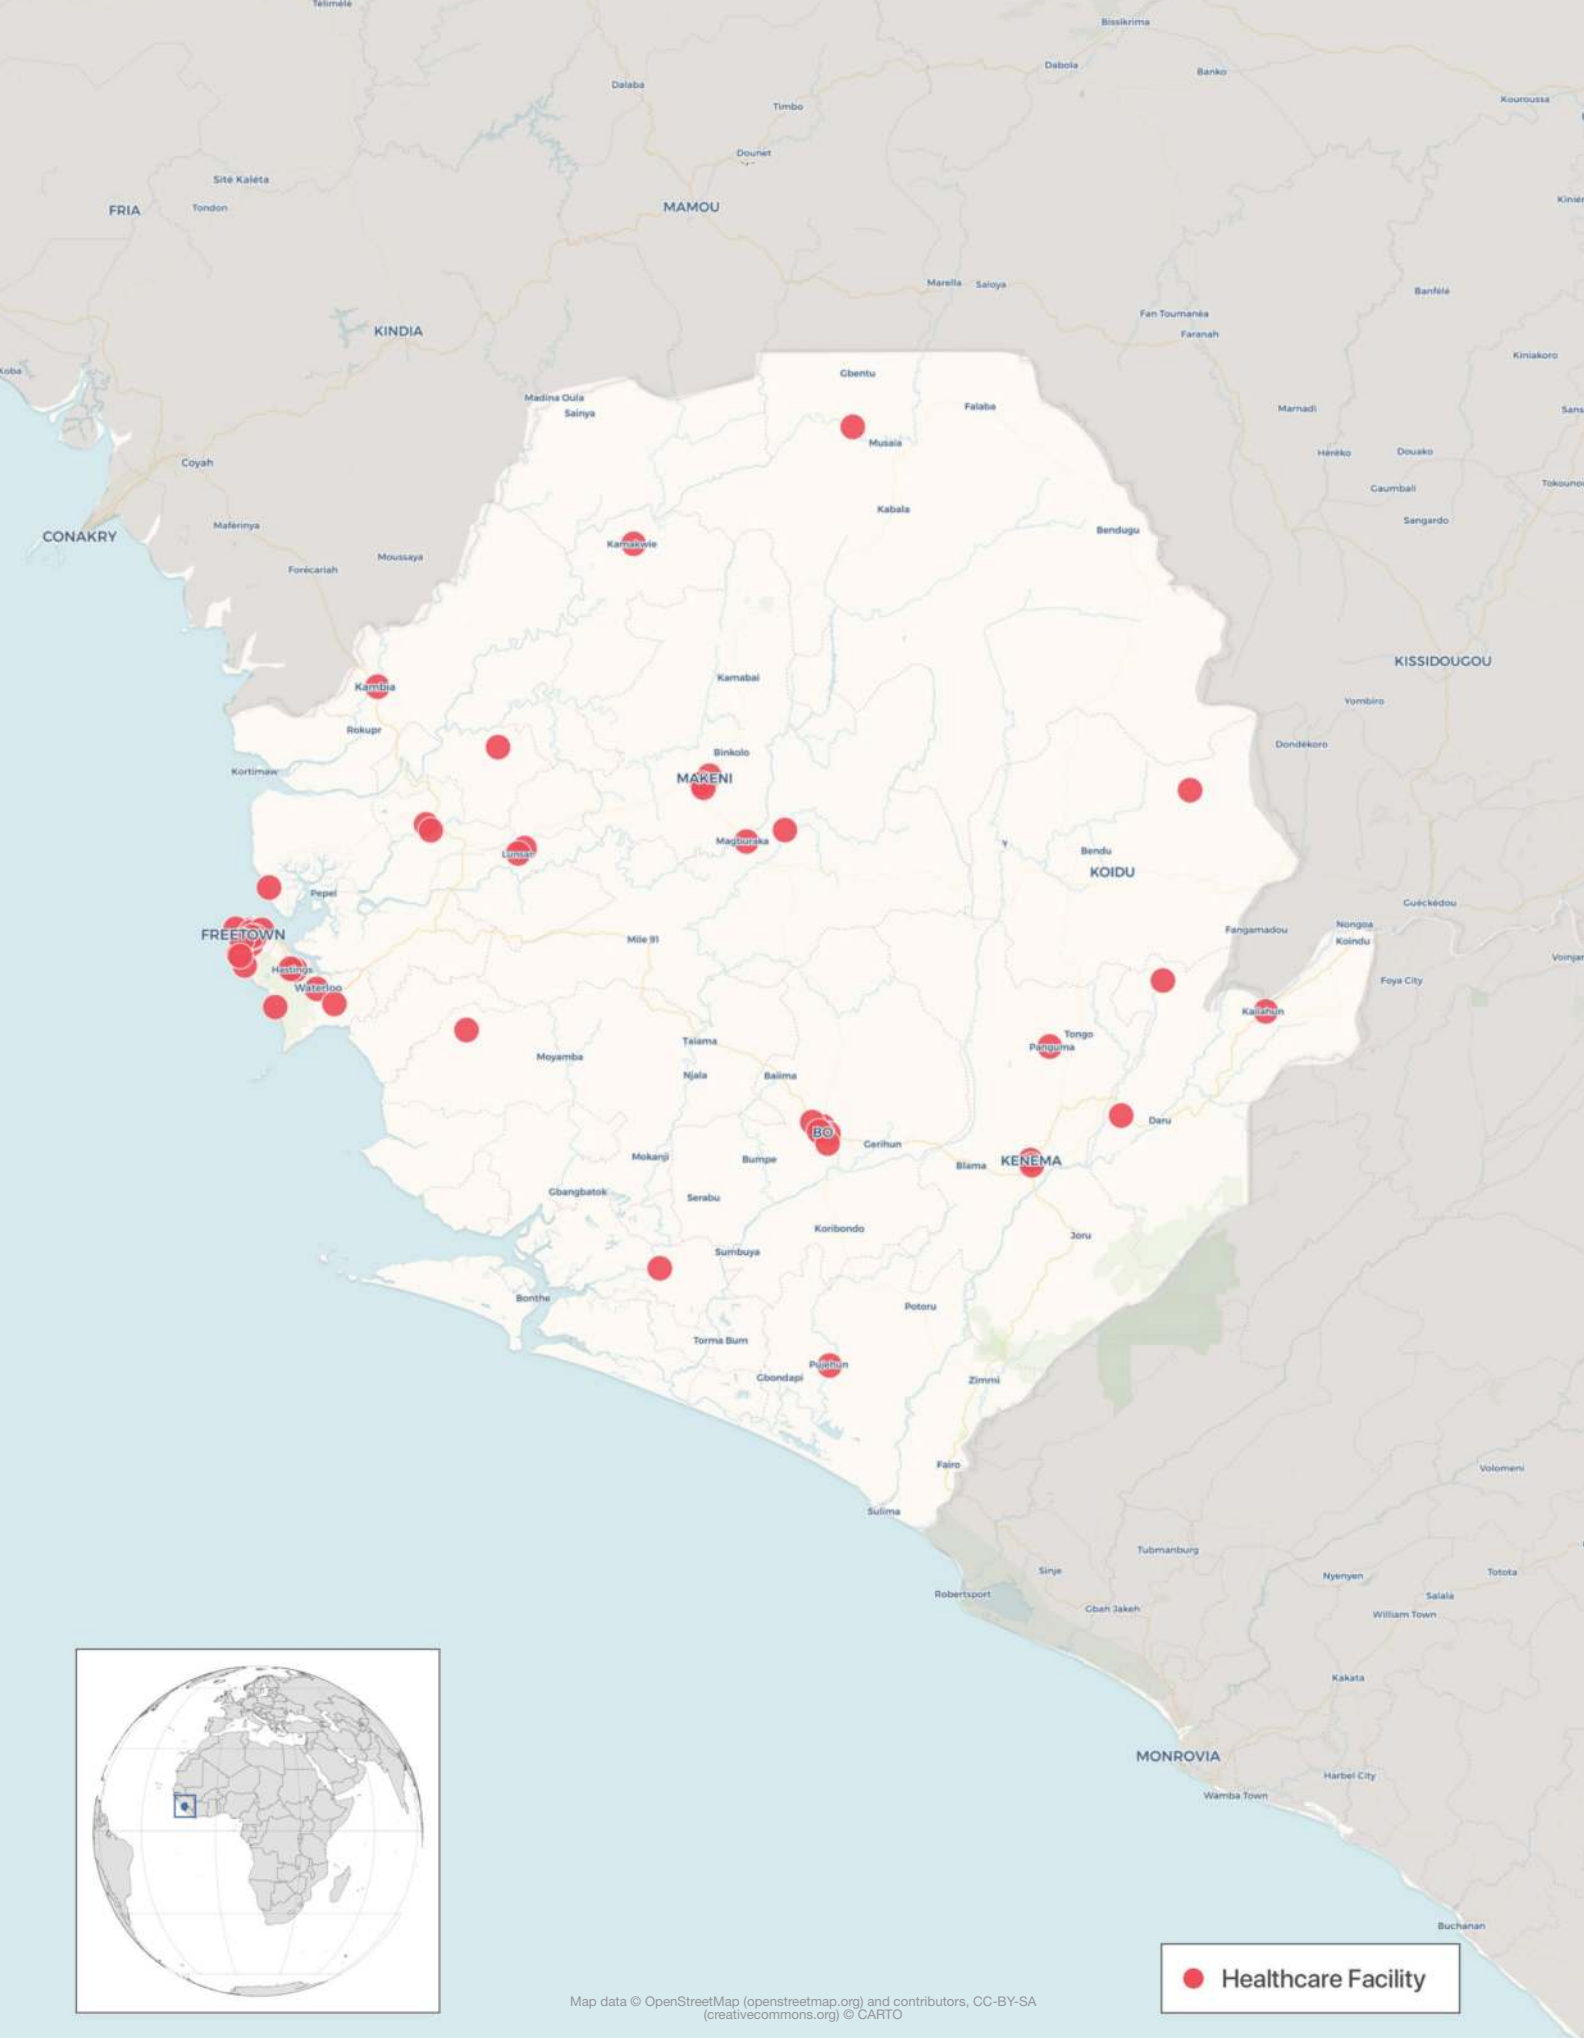 Télimélé
Bissikrima
Dabola
Banko
Dalaba
Kouroussa
Timbo
Dounet
Sité Kaléta
FRIA
Tondon
MAMOU
Marella
Saloya
Banfélé
Fan Toumanéa
KINDIA
Faranah
Kiniakoro
Koba
Gbentu
Madina Oula
Sainya
Falaba
Marnadi
Musaia
Héréko
Douako
Coyah
Gaumbali
Kabala
Sangardo
Maférinya
CONAKRY
Bendugu
Kamakwie
Moussaya
Forécariah
KISSIDOUGOU
Kamabai
Kambia
Yombiro
Rokupr
Dondékoro
Binkolo
Kortimaw
MAKENI
Magburaka
Bendu
Lunsar
KOIDU
Pepel
Guéckédou
Nongoa
FREETOWN
Mile 91
Fangamadou
Koindu
Hastings
Foya City
Waterloo
Kailahun
Tongo
Taiama
Panguma
Moyamba
Njala
Baiima
Daru
BO
Gerihun
Mokanji
Bumpe
Blama
KENEMA
Gbangbatok
Serabu
Koribondo
Joru
Sumbuya
Bonthe
Potoru
Torma Bum
Pujehun
Gbondapi
Zimmi
Fairo
Volomeni
Sulima
Tubmanburg
Sinje
Nyenyen
Totota
Robertsport
Salala
Gbah Jakeh
William Town
Kakata
MONROVIA
Harbel City
Wamba Town
Buchanan
Healthcare Facility
Map data © OpenStreetMap (openstreetmap.org) and contributors, CC-BY-SA
(creativecommons.org) © CARTO